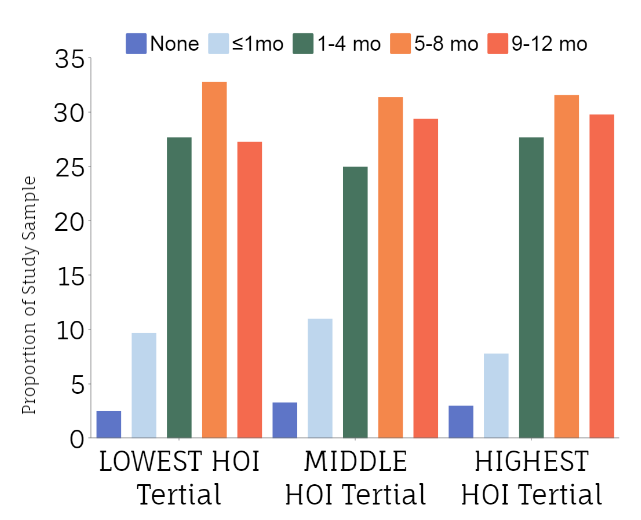 None ≤1mo 1-4 mo 5-8 mo 9-12 mo
35
30
25
20
15
10
5
0
Proportion of Study Sample
LOWEST HOI
Tertial
MIDDLE
HOI Tertial
HIGHEST
HOI Tertial